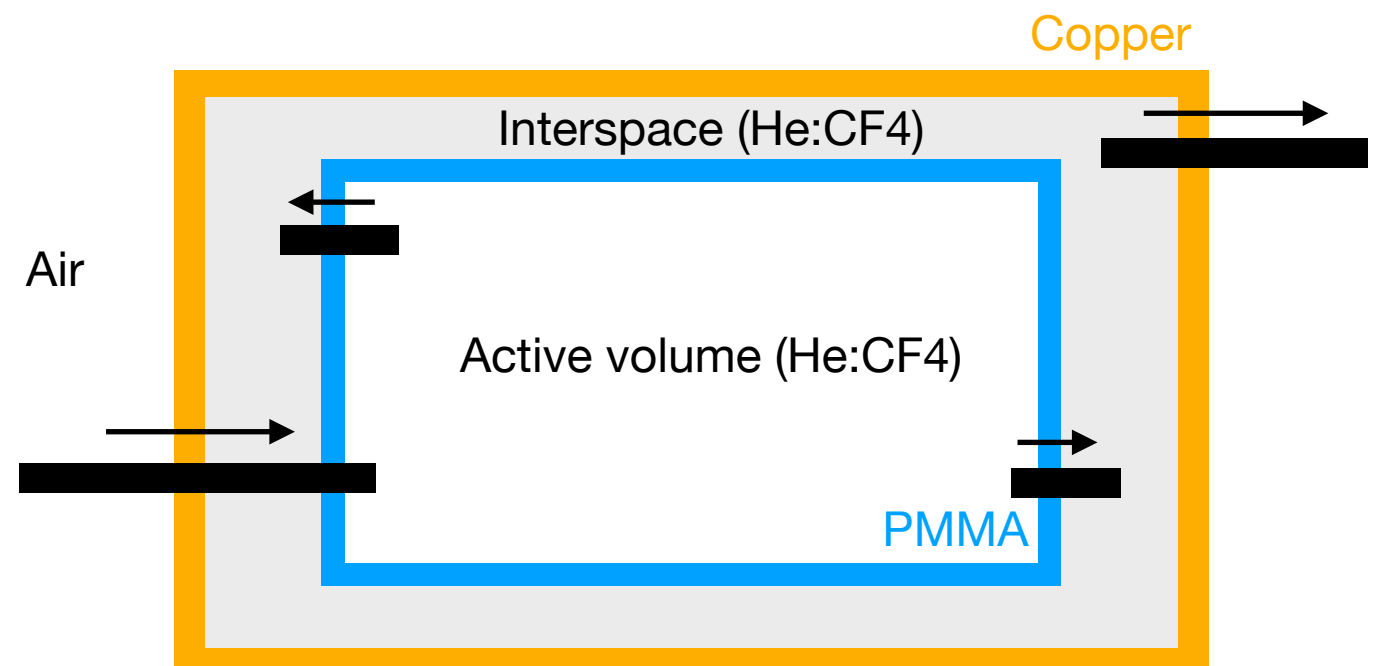 Copper
Interspace (He:CF4)
Air
Active volume (He:CF4)
PMMA